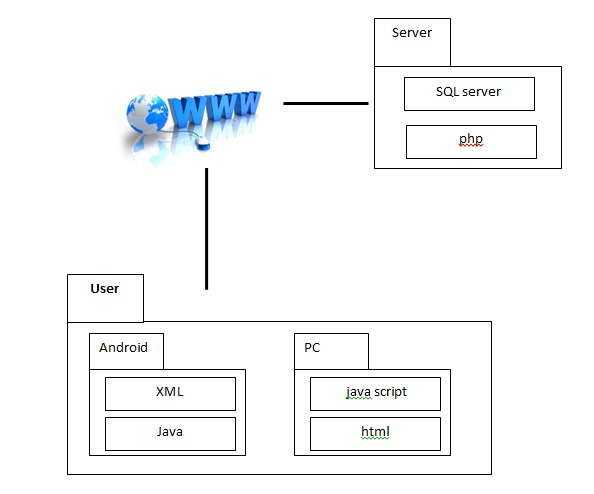 Server
SQL server
php
WWW
User
Android
PC
XML
java script
Java
html